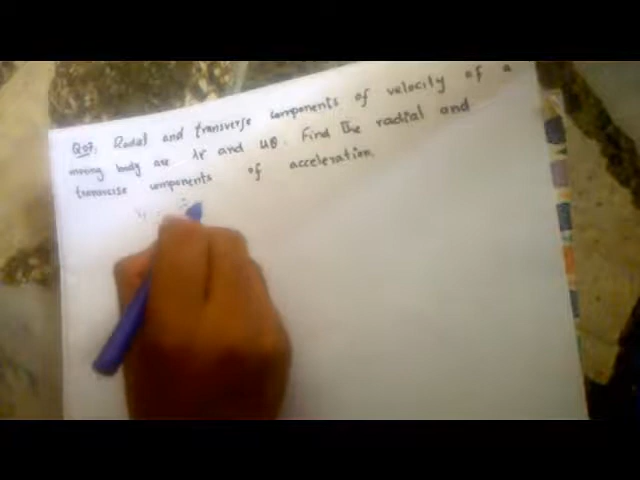 Q07: Radial and transverse components of velocity of a
moving body are λr and μθ. Find the radial and
transverse components of acceleration.